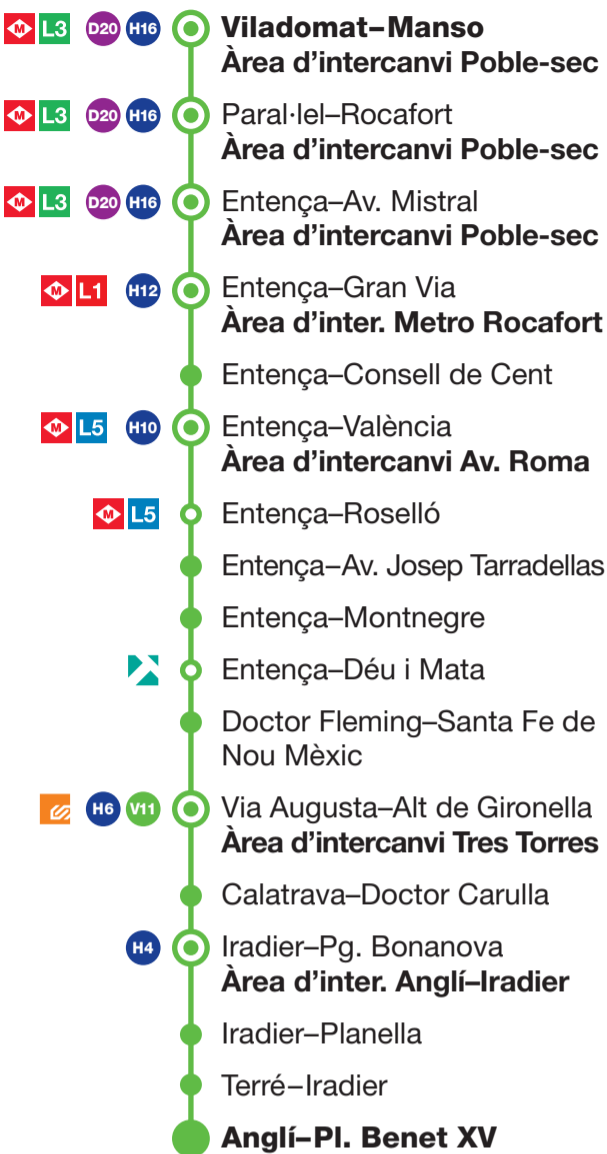 M L3 D20 H16 Viladomat–Manso
Àrea d’intercanvi Poble-sec
M L3 D20 H16 Paral·lel–Rocafort
Àrea d’intercanvi Poble-sec
M L3 D20 H16 Entença–Av. Mistral
Àrea d’intercanvi Poble-sec
M L1 H12 Entença–Gran Via
Àrea d’inter. Metro Rocafort
Entença–Consell de Cent
M L5 H10 Entença–València
Àrea d’intercanvi Av. Roma
M L5 Entença–Roselló
Entença–Av. Josep Tarradellas
Entença–Montnegre
Entença–Déu i Mata
Doctor Fleming–Santa Fe de
Nou Mèxic
H6 V11 Via Augusta–Alt de Gironella
Àrea d’intercanvi Tres Torres
Calatrava–Doctor Carulla
H4 Iradier–Pg. Bonanova
Àrea d’inter. Anglí–Iradier
Iradier–Planella
Terré–Iradier
Anglí–Pl. Benet XV